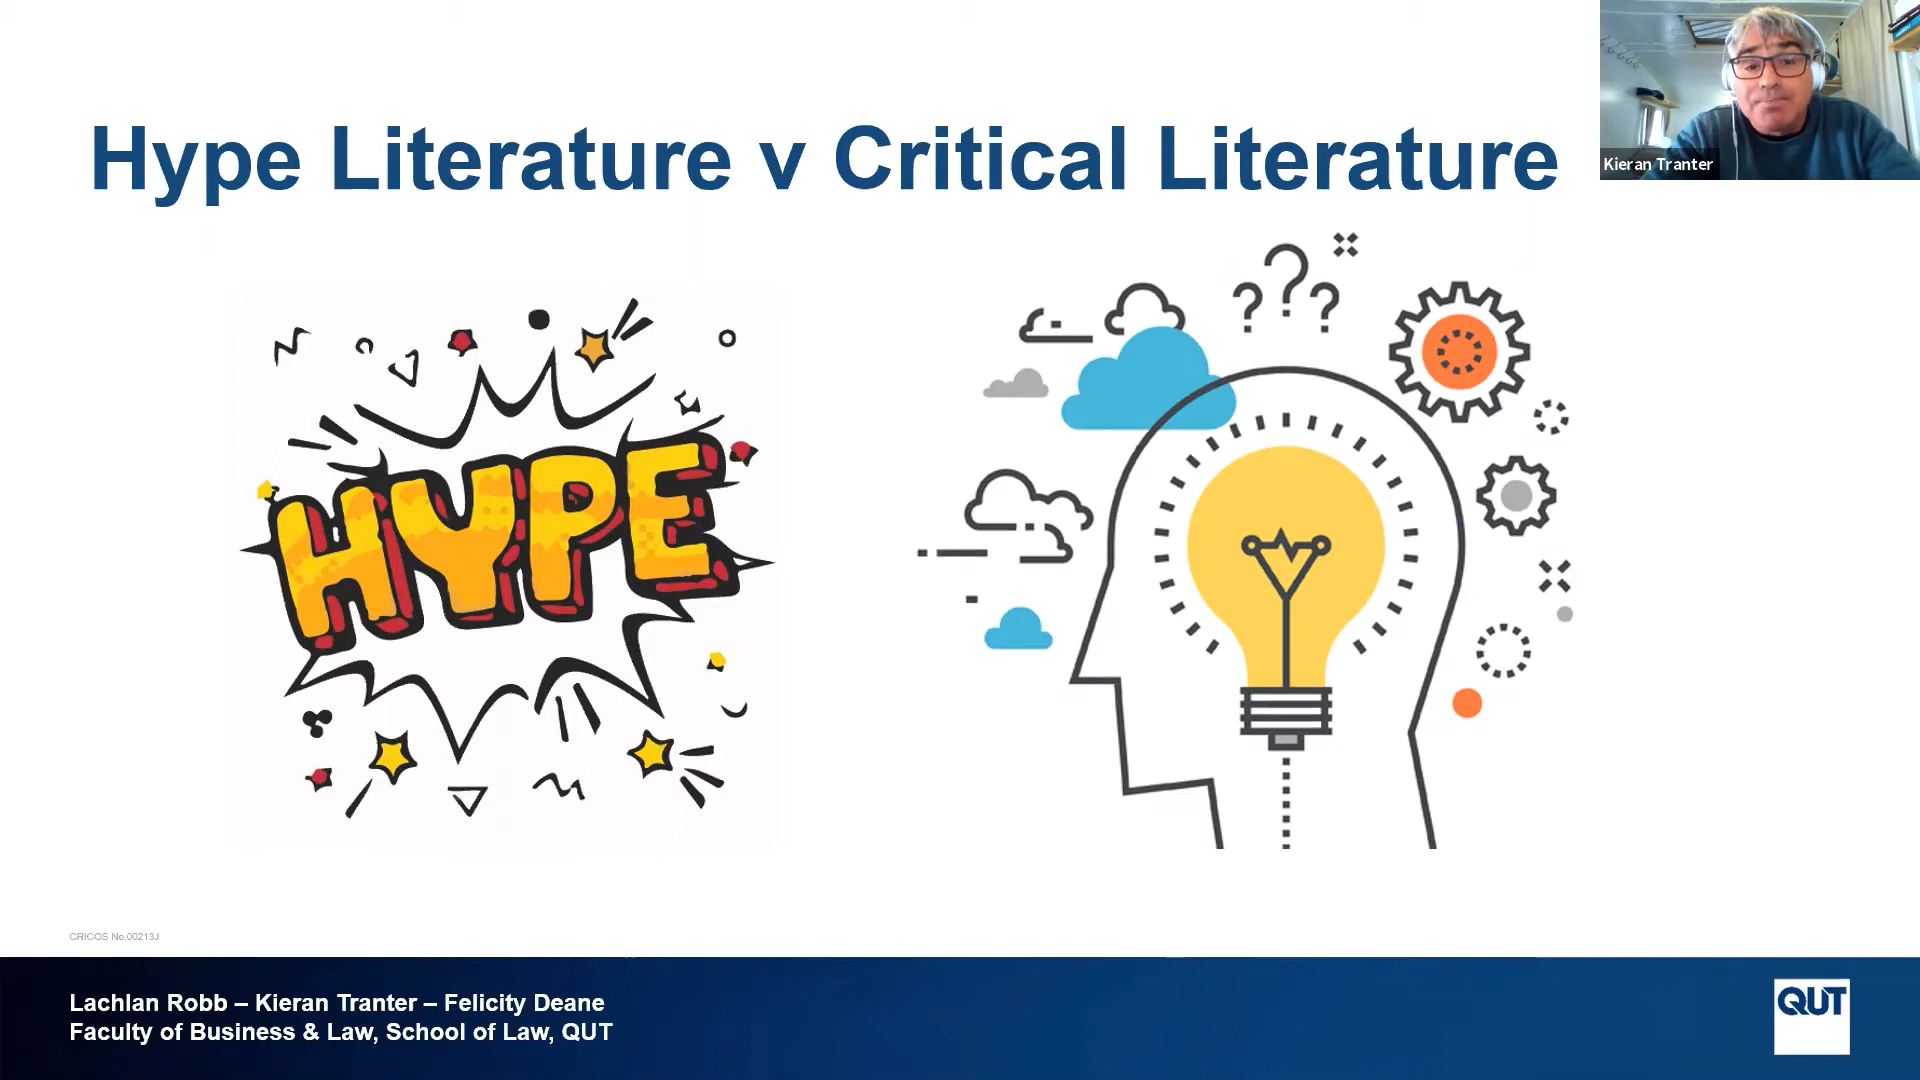 Hype Literature v Critical Literature
Kieran Tranter
? ? ?
HYPE
CRICOS No.00213J
Lachlan Robb – Kieran Tranter – Felicity Deane
Faculty of Business & Law, School of Law, QUT
QUT